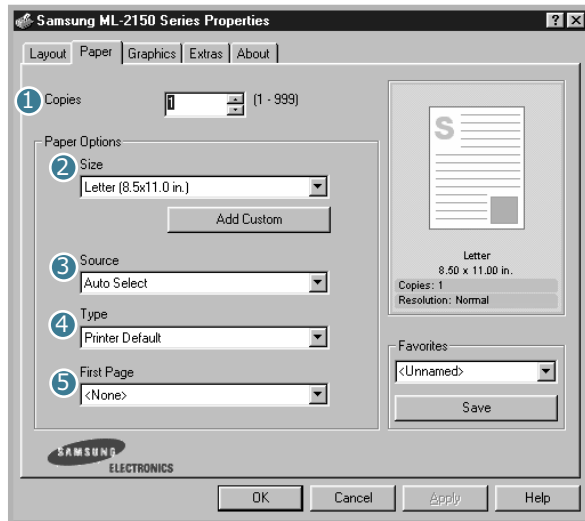 Samsung ML-2150 Series Properties
Layout Paper Graphics Extras About
1 Copies 1 (1 - 999)
Paper Options
2 Size
Letter (8.5x11.0 in.)
Add Custom
3 Source
Auto Select
4 Type
Printer Default
5 First Page
<None>
S
Letter
8.50 x 11.00 in.
Copies: 1
Resolution: Normal
Favorites
<Unnamed>
Save
SAMSUNG
ELECTRONICS
OK Cancel Apply Help